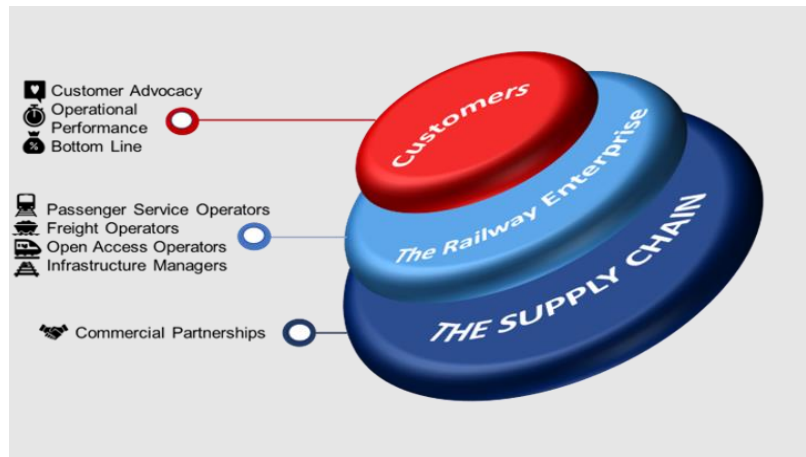 Customer Advocacy
Operational
Performance
Bottom Line
Customers
Passenger Service Operators
Freight Operators
Open Access Operators
Infrastructure Managers
The Railway Enterprise
Commercial Partnerships
THE SUPPLY CHAIN